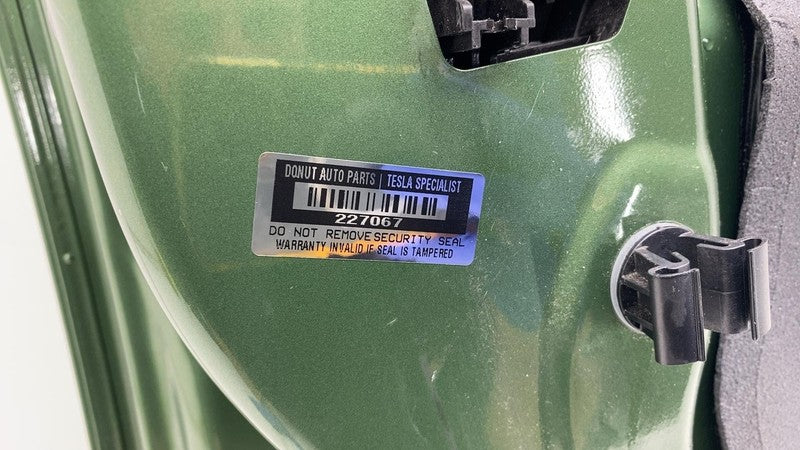 DONUT AUTO PARTS | TESLA SPECIALIST
227067
DO NOT REMOVE SECURITY SEAL
WARRANTY INVALID IF SEAL IS TAMPERED